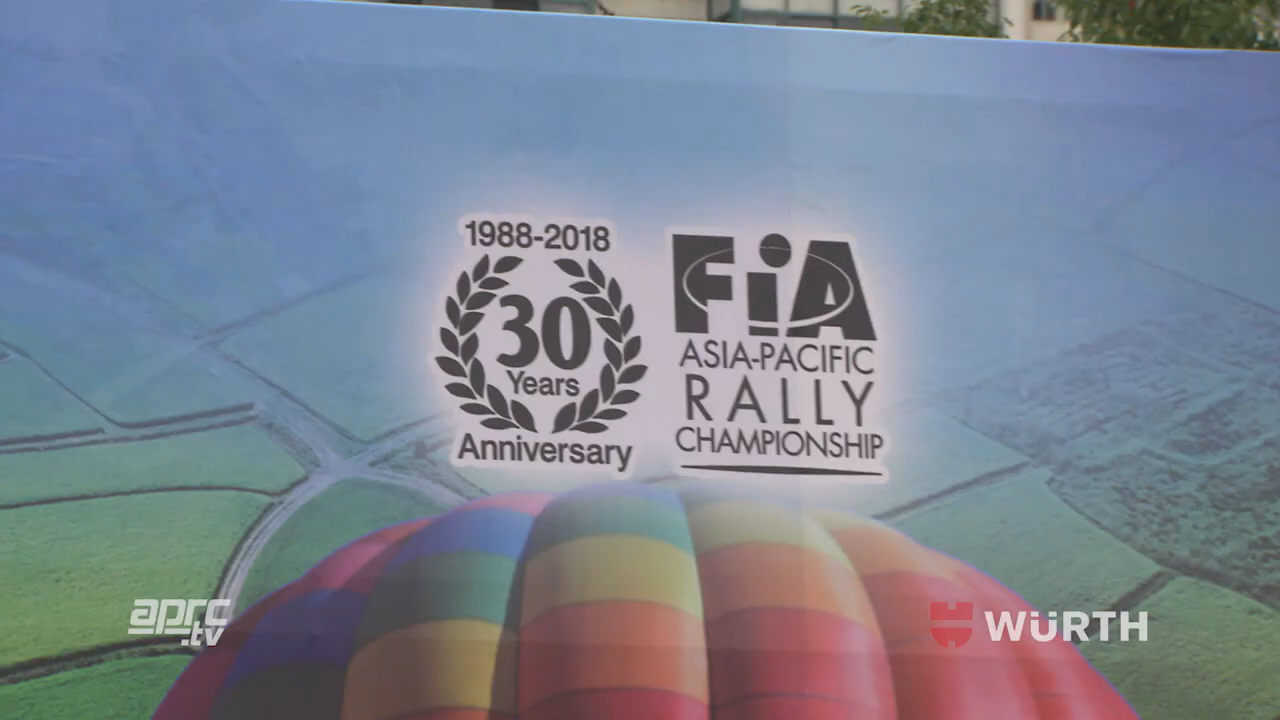 1988-2018
30
Years
Anniversary
FiA
ASIA-PACIFIC
RALLY
CHAMPIONSHIP
aprc
.tv
WÜRTH